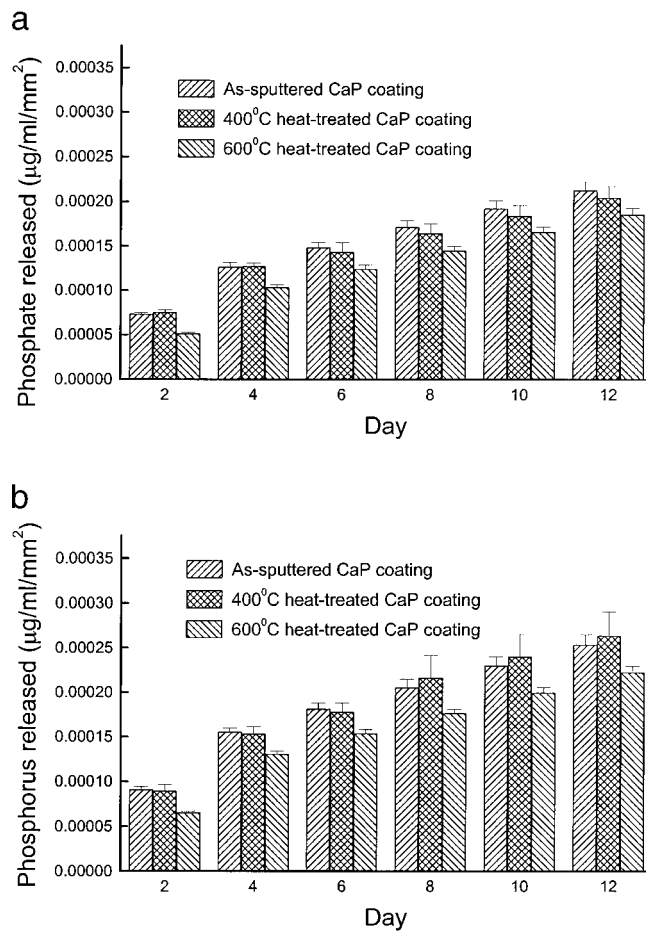 a
0.00035
0.00030
0.00025
0.00020
0.00015
0.00010
0.00005
0.00000
Phosphate released (μg/ml/mm²)
As-sputtered CaP coating
400⁰C heat-treated CaP coating
600⁰C heat-treated CaP coating
2 4 6 8 10 12
Day
b
0.00035
0.00030
0.00025
0.00020
0.00015
0.00010
0.00005
0.00000
Phosphorus released (μg/ml/mm²)
As-sputtered CaP coating
400⁰C heat-treated CaP coating
600⁰C heat-treated CaP coating
2 4 6 8 10 12
Day